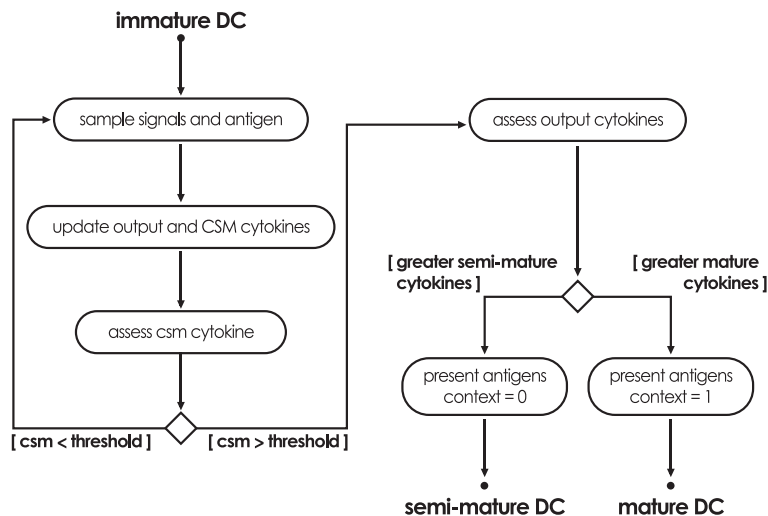 immature DC
sample signals and antigen
update output and CSM cytokines
assess csm cytokine
[ csm < threshold ]
[ csm > threshold ]
assess output cytokines
[ greater semi-mature
cytokines ]
[ greater mature
cytokines ]
present antigens
context = 0
present antigens
context = 1
semi-mature DC
mature DC